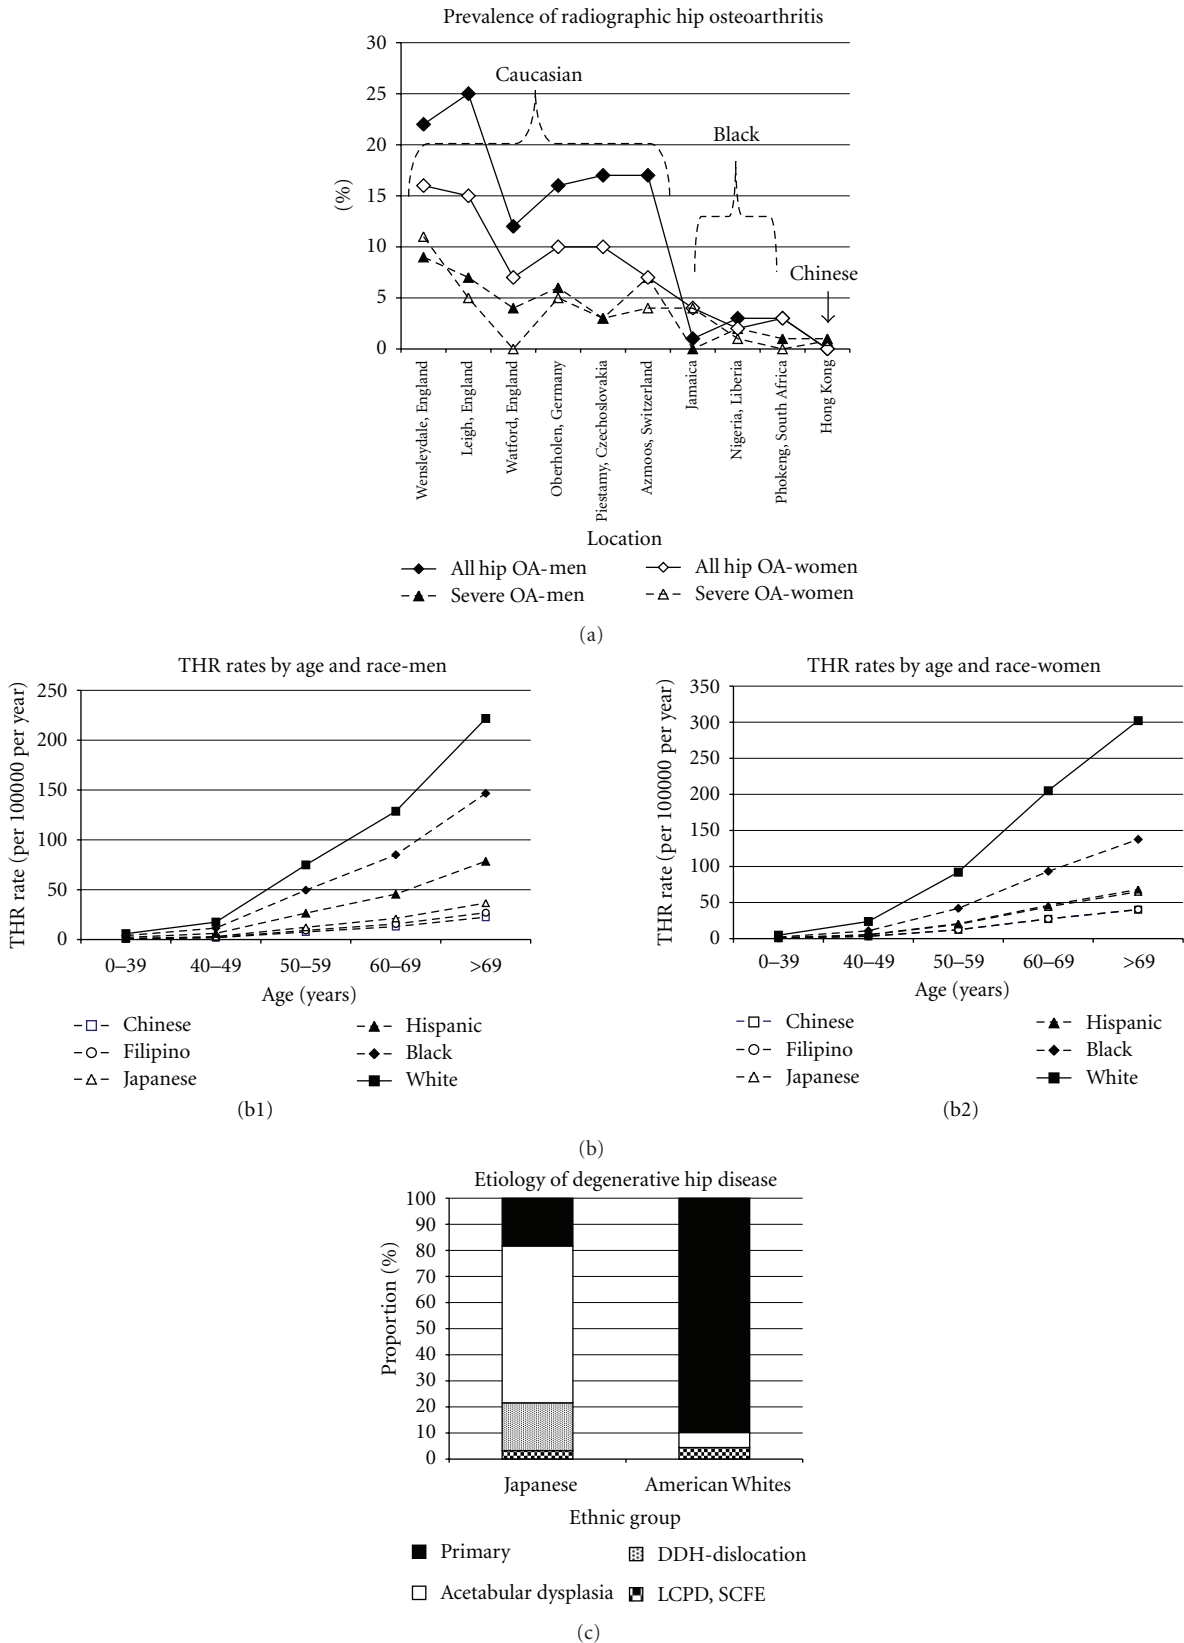 Prevalence of radiographic hip osteoarthritis
30
25
20
15
10
5
0
(%)
Caucasian
Black
Chinese
Wensleydale, England
Leigh, England
Watford, England
Oberholen, Germany
Piestamy, Czechoslovakia
Azmoos, Switzerland
Jamaica
Nigeria, Liberia
Phokeng, South Africa
Hong Kong
Location
All hip OA-men
All hip OA-women
Severe OA-men
Severe OA-women
(a)
THR rates by age and race-men
250
200
150
100
50
0
THR rate (per 100000 per year)
0–39 40–49 50–59 60–69 >69
Age (years)
Chinese
Hispanic
Filipino
Black
Japanese
White
(b1)
THR rates by age and race-women
350
300
250
200
150
100
50
0
THR rate (per 100000 per year)
0–39 40–49 50–59 60–69 >69
Age (years)
Chinese
Hispanic
Filipino
Black
Japanese
White
(b2)
(b)
Etiology of degenerative hip disease
100
90
80
70
60
50
40
30
20
10
0
Proportion (%)
Japanese
American Whites
Ethnic group
Primary
DDH-dislocation
Acetabular dysplasia
LCPD, SCFE
(c)